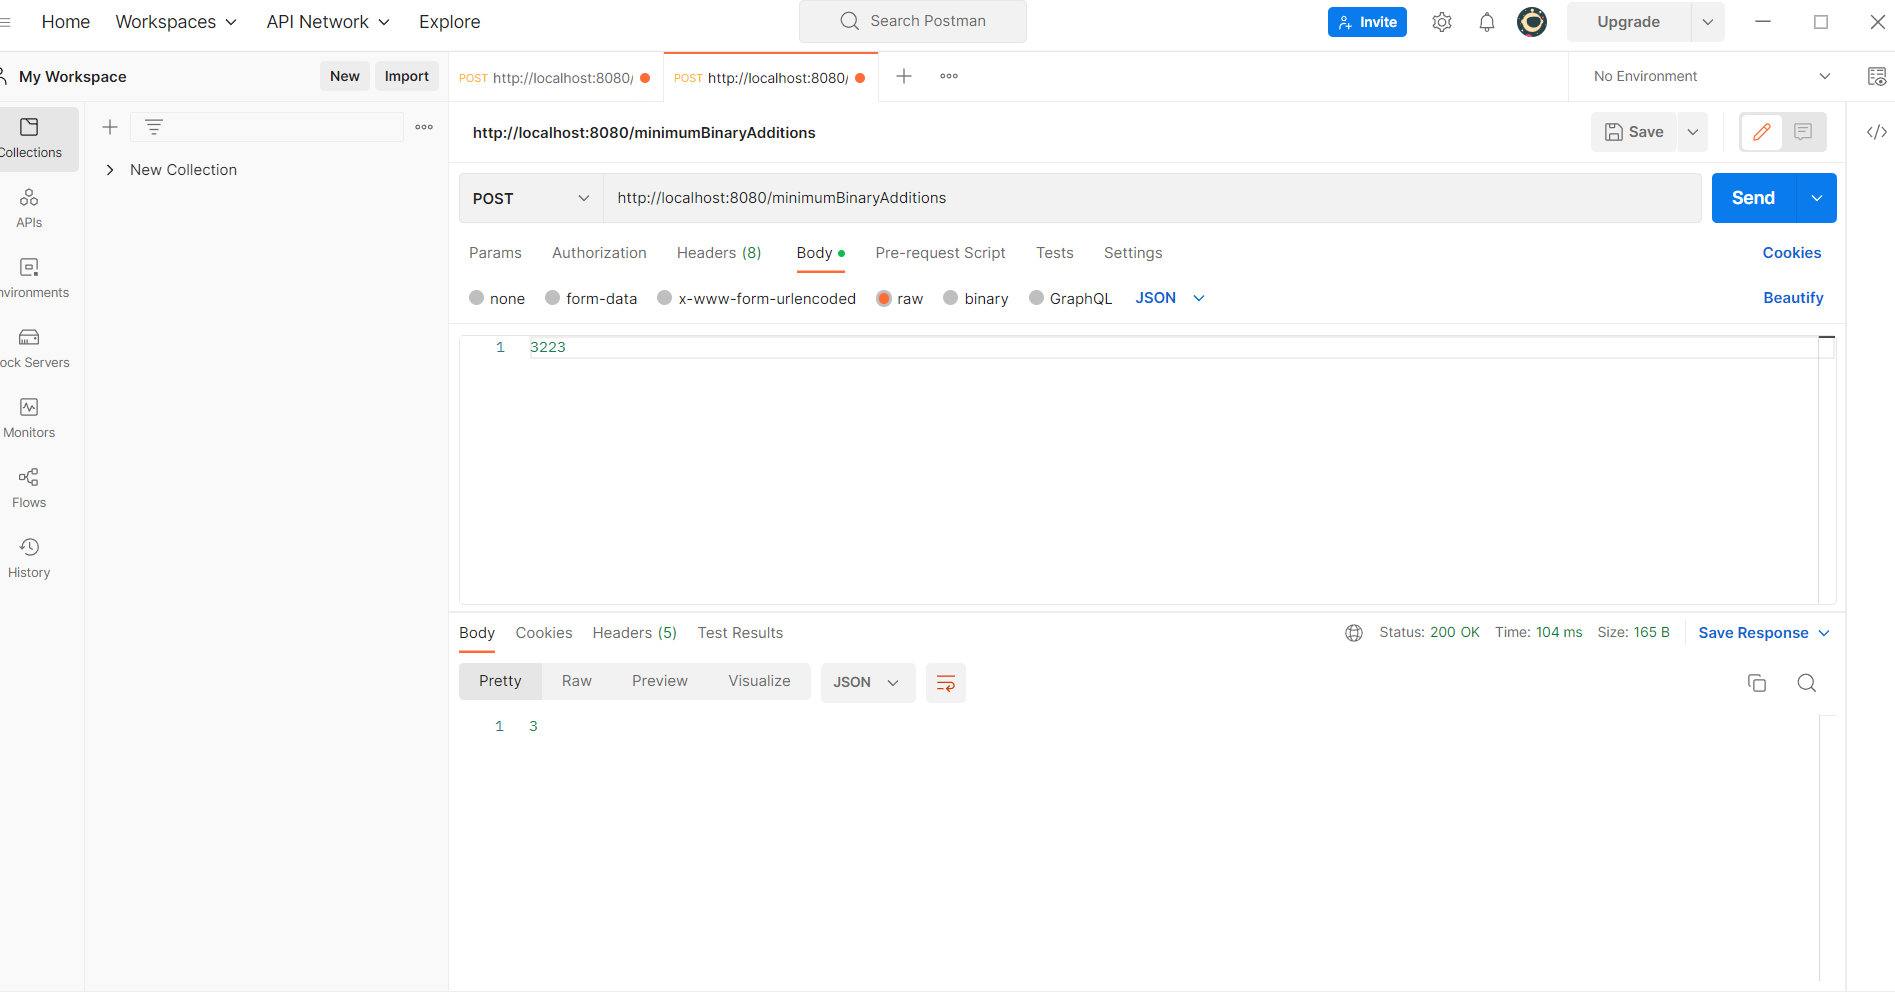 Home Workspaces API Network Explore Search Postman Invite Upgrade
My Workspace New Import POST http://localhost:8080/ POST http://localhost:8080/ No Environment
http://localhost:8080/minimumBinaryAdditions Save
Collections
New Collection
POST http://localhost:8080/minimumBinaryAdditions Send
APIs
Params Authorization Headers (8) Body Pre-request Script Tests Settings Cookies
nvironments
none form-data x-www-form-urlencoded raw binary GraphQL JSON Beautify
1 3223
ock Servers
Monitors
Flows
History
Body Cookies Headers (5) Test Results Status: 200 OK Time: 104 ms Size: 165 B Save Response
Pretty Raw Preview Visualize JSON
1 3